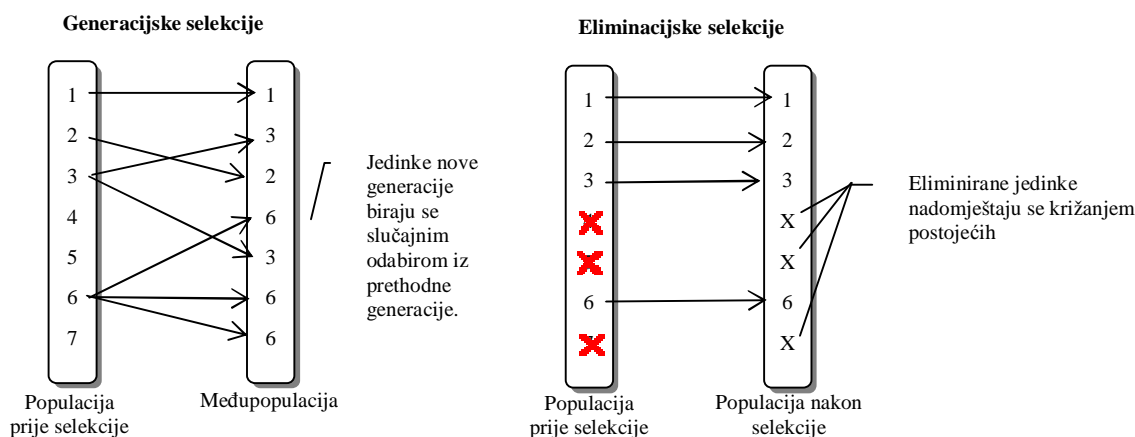 Generacijske selekcije
1
2
3
4
5
6
7
1
3
2
6
3
6
6
Populacija
prije selekcije
Međupopulacija
Jedinke nove
generacije
biraju se
slučajnim
odabirom iz
prethodne
generacije.
Eliminacijske selekcije
1
2
3
6
1
2
3
X
X
6
X
Populacija
prije selekcije
Populacija nakon
selekcije
Eliminirane jedinke
nadomještaju se križanjem
postojećih